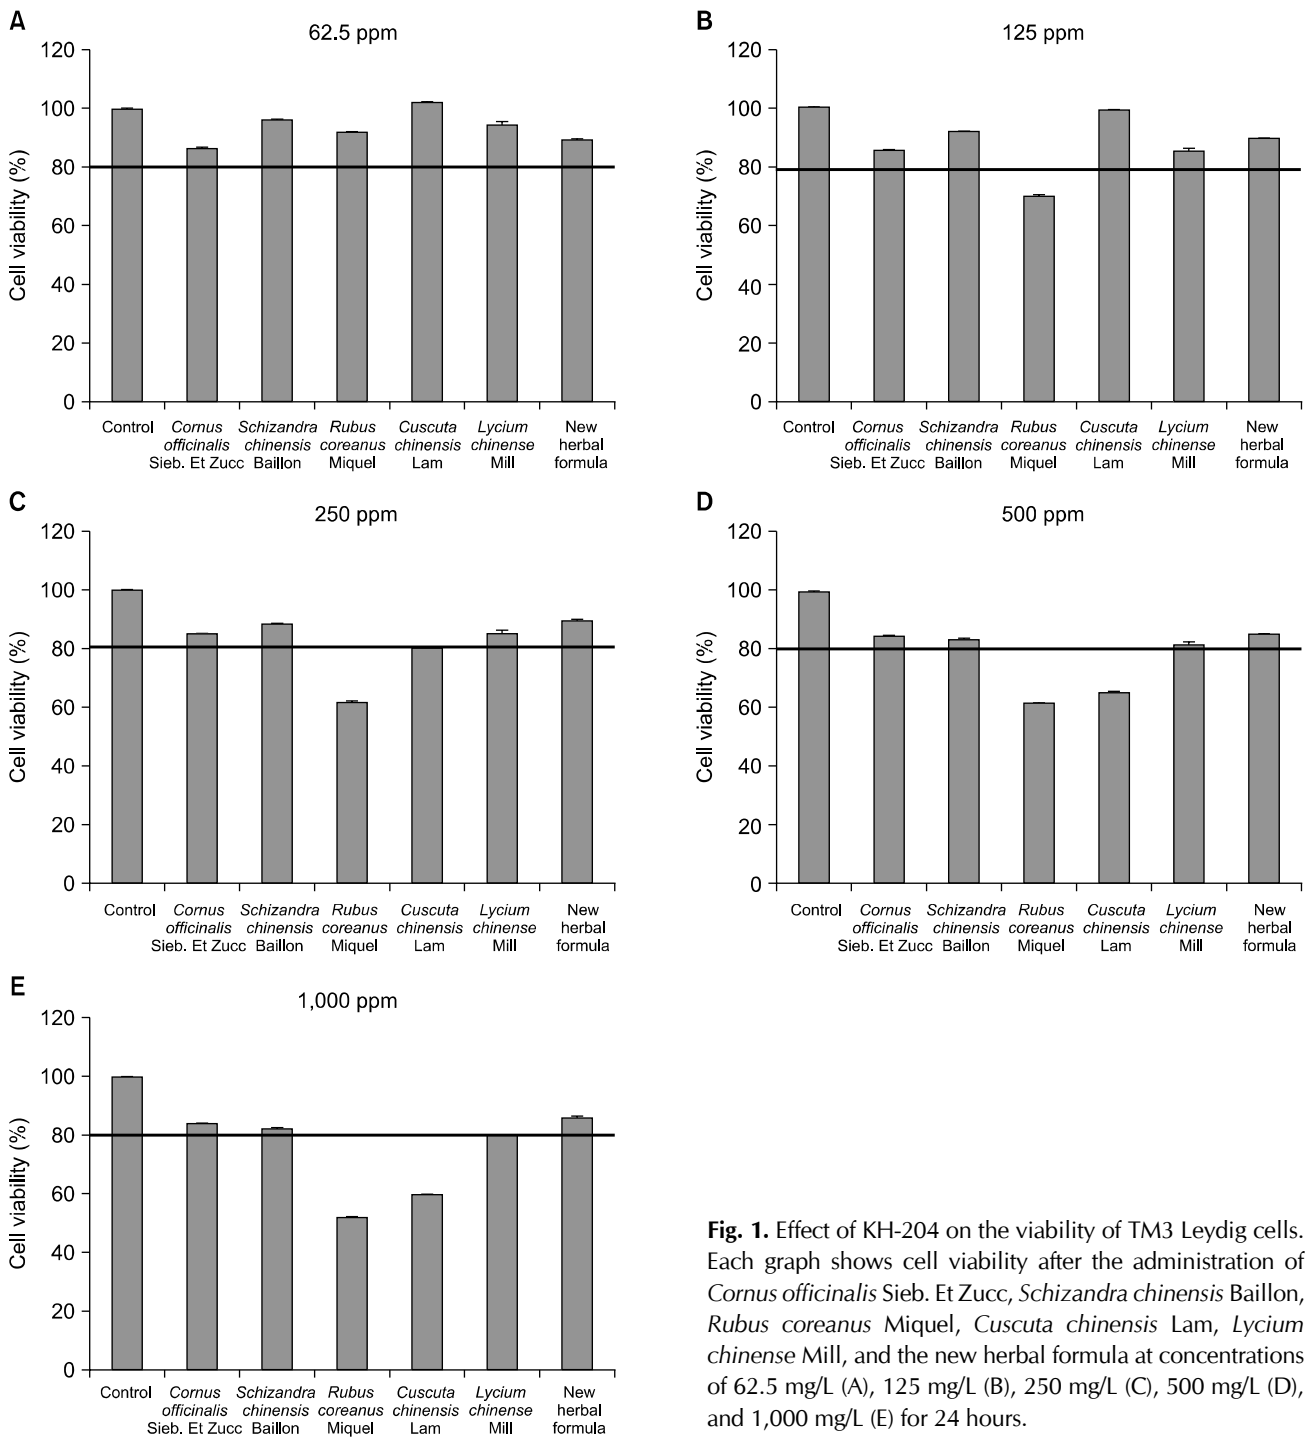 A
62.5 ppm
Cell viability (%)
120
100
80
60
40
20
0
Control
Cornus
officinalis
Sieb. Et Zucc
Schizandra
chinensis
Baillon
Rubus
coreanus
Miquel
Cuscuta
chinensis
Lam
Lycium
chinense
Mill
New
herbal
formula
B
125 ppm
Cell viability (%)
120
100
80
60
40
20
0
Control
Cornus
officinalis
Sieb. Et Zucc
Schizandra
chinensis
Baillon
Rubus
coreanus
Miquel
Cuscuta
chinensis
Lam
Lycium
chinense
Mill
New
herbal
formula
C
250 ppm
Cell viability (%)
120
100
80
60
40
20
0
Control
Cornus
officinalis
Sieb. Et Zucc
Schizandra
chinensis
Baillon
Rubus
coreanus
Miquel
Cuscuta
chinensis
Lam
Lycium
chinense
Mill
New
herbal
formula
D
500 ppm
Cell viability (%)
120
100
80
60
40
20
0
Control
Cornus
officinalis
Sieb. Et Zucc
Schizandra
chinensis
Baillon
Rubus
coreanus
Miquel
Cuscuta
chinensis
Lam
Lycium
chinense
Mill
New
herbal
formula
E
1,000 ppm
Cell viability (%)
120
100
80
60
40
20
0
Control
Cornus
officinalis
Sieb. Et Zucc
Schizandra
chinensis
Baillon
Rubus
coreanus
Miquel
Cuscuta
chinensis
Lam
Lycium
chinense
Mill
New
herbal
formula
Fig. 1. Effect of KH-204 on the viability of TM3 Leydig cells.
Each graph shows cell viability after the administration of
Cornus officinalis Sieb. Et Zucc, Schizandra chinensis Baillon,
Rubus coreanus Miquel, Cuscuta chinensis Lam, Lycium
chinense Mill, and the new herbal formula at concentrations
of 62.5 mg/L (A), 125 mg/L (B), 250 mg/L (C), 500 mg/L (D),
and 1,000 mg/L (E) for 24 hours.